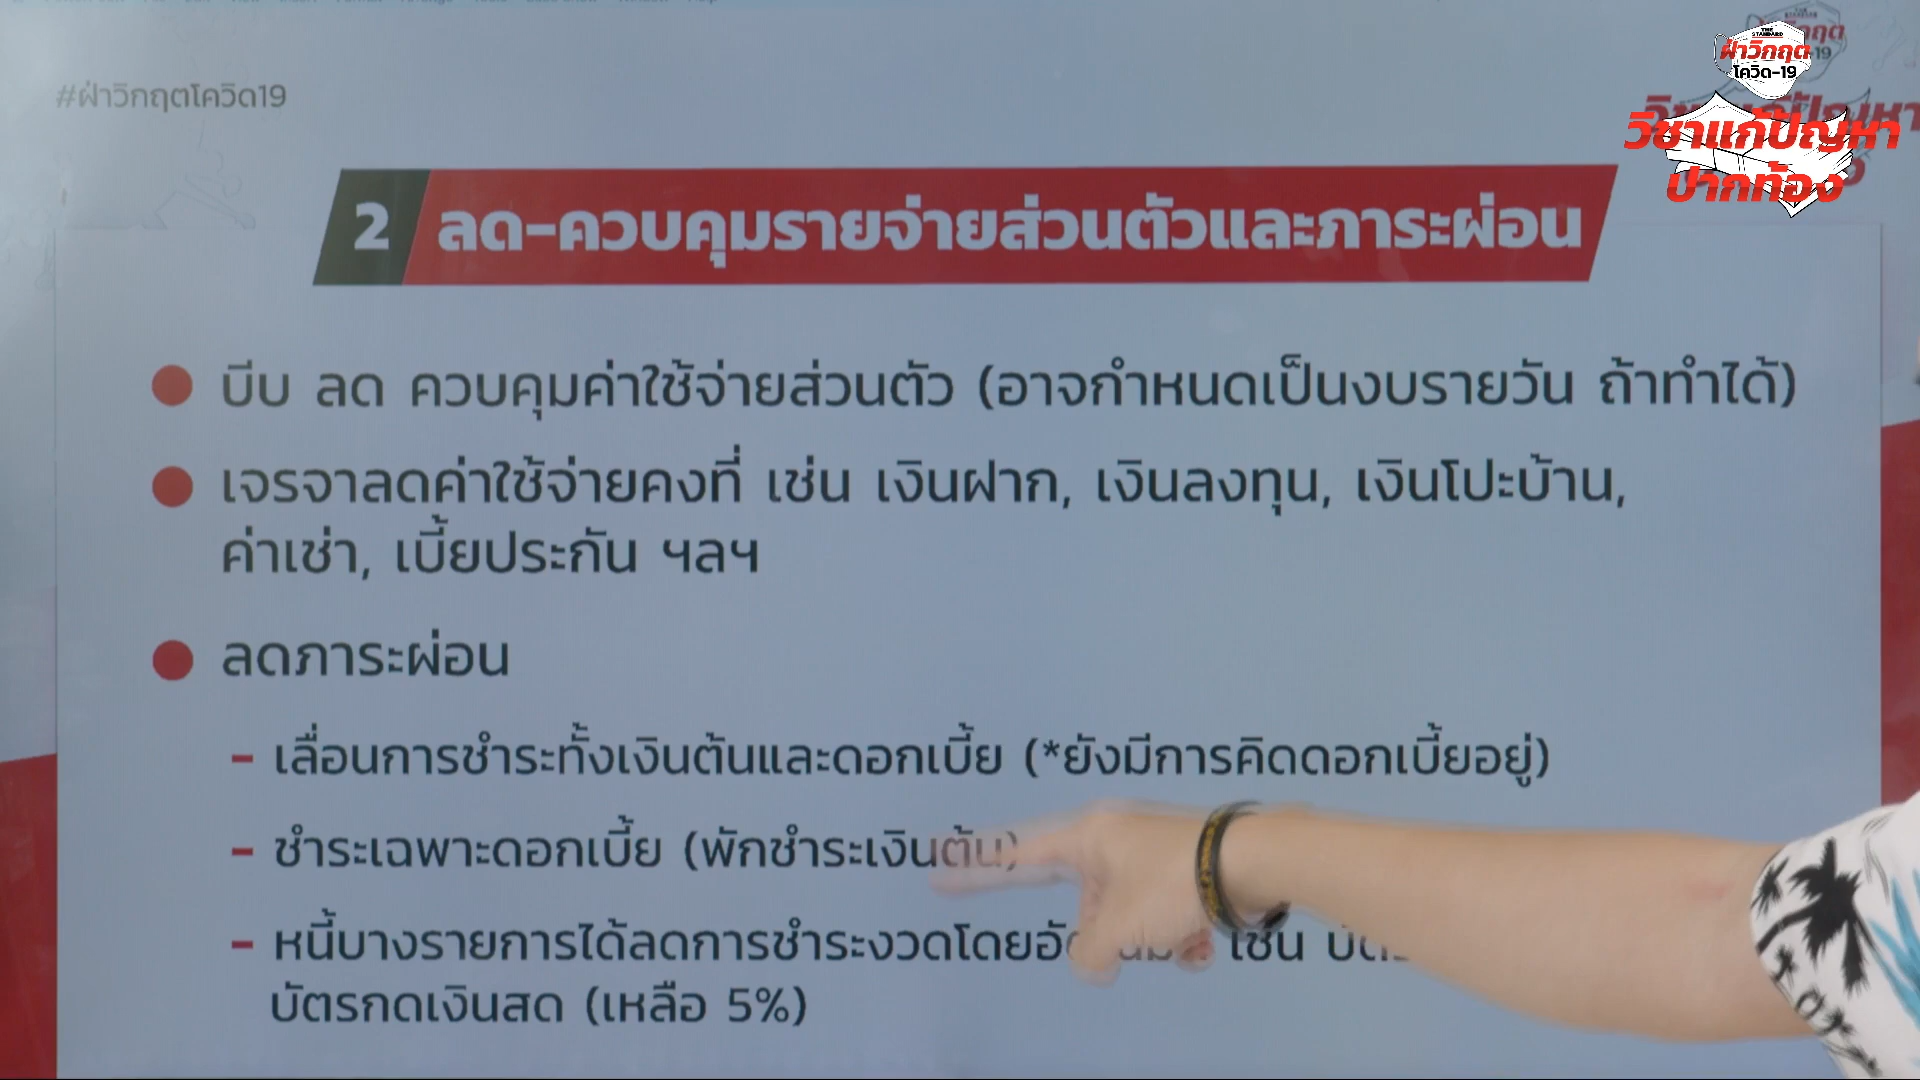 #ฝ่าวิกฤตโควิด19
THE STANDARD
ฝ่าวิกฤต
โควิด-19
วิชาแก้ปัญหา
ปากท้อง
2 ลด-ควบคุมรายจ่ายส่วนตัวและภาระผ่อน
บีบ ลด ควบคุมค่าใช้จ่ายส่วนตัว (อาจกำหนดเป็นงบรายวัน ถ้าทำได้)
เจรจาลดค่าใช้จ่ายคงที่ เช่น เงินฝาก, เงินลงทุน, เงินโปะบ้าน,
ค่าเช่า, เบี้ยประกัน ฯลฯ
ลดภาระผ่อน
- เลื่อนการชำระทั้งเงินต้นและดอกเบี้ย (*ยังมีการคิดดอกเบี้ยอยู่)
- ชำระเฉพาะดอกเบี้ย (พักชำระเงินต้น)
- หนี้บางรายการได้ลดการชำระงวดโดย เช่น
บัตรกดเงินสด (เหลือ 5%)